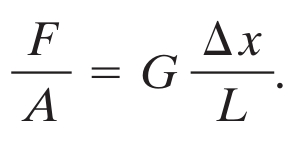 F/A = G Δx/L.